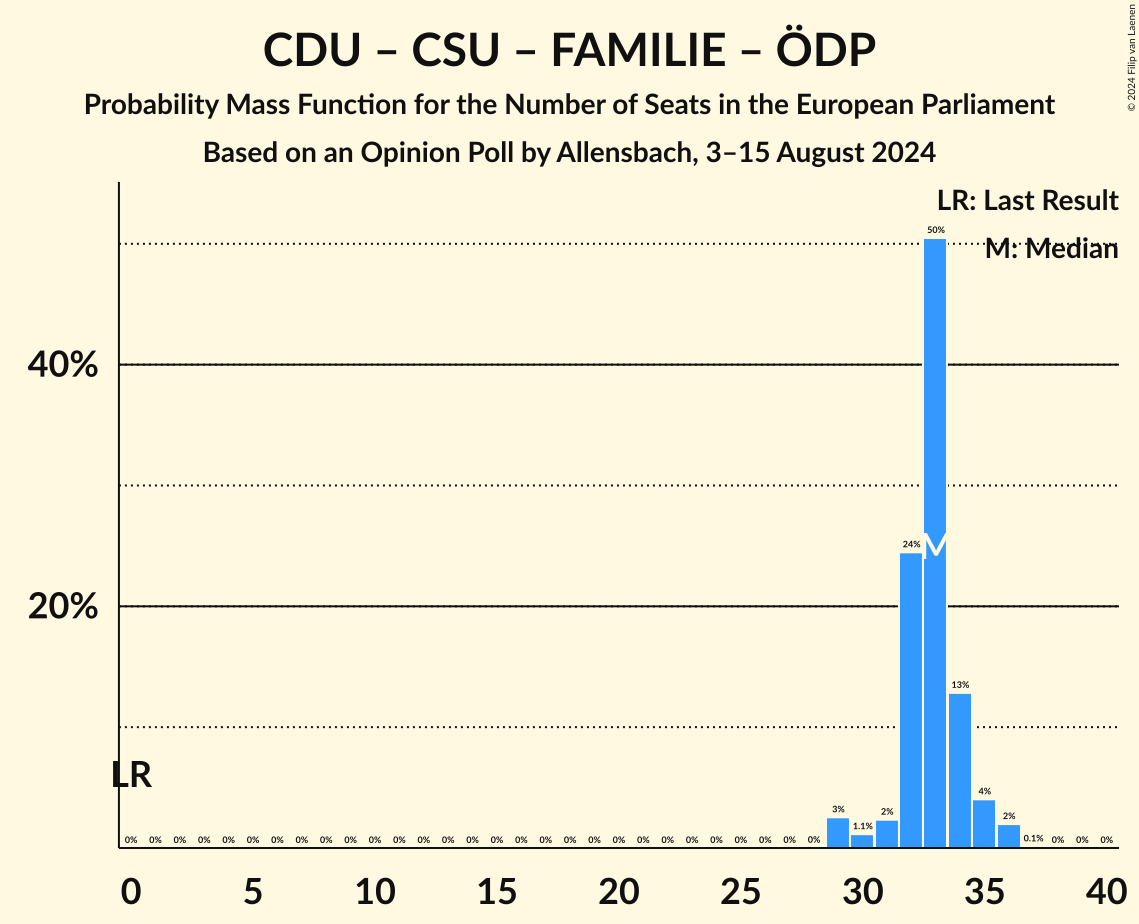 CDU – CSU – FAMILIE – ÖDP
Probability Mass Function for the Number of Seats in the European Parliament
Based on an Opinion Poll by Allensbach, 3–15 August 2024
© 2024 Filip van Laenen
LR: Last Result
M: Median
50%
40%
24%
M
20%
13%
LR
4%
3%
2%
2%
1.1%
0% 0% 0% 0% 0% 0% 0% 0% 0% 0% 0% 0% 0% 0% 0% 0% 0% 0% 0% 0% 0% 0% 0% 0% 0% 0% 0% 0% 0% 0.1% 0% 0% 0%
0 5 10 15 20 25 30 35 40